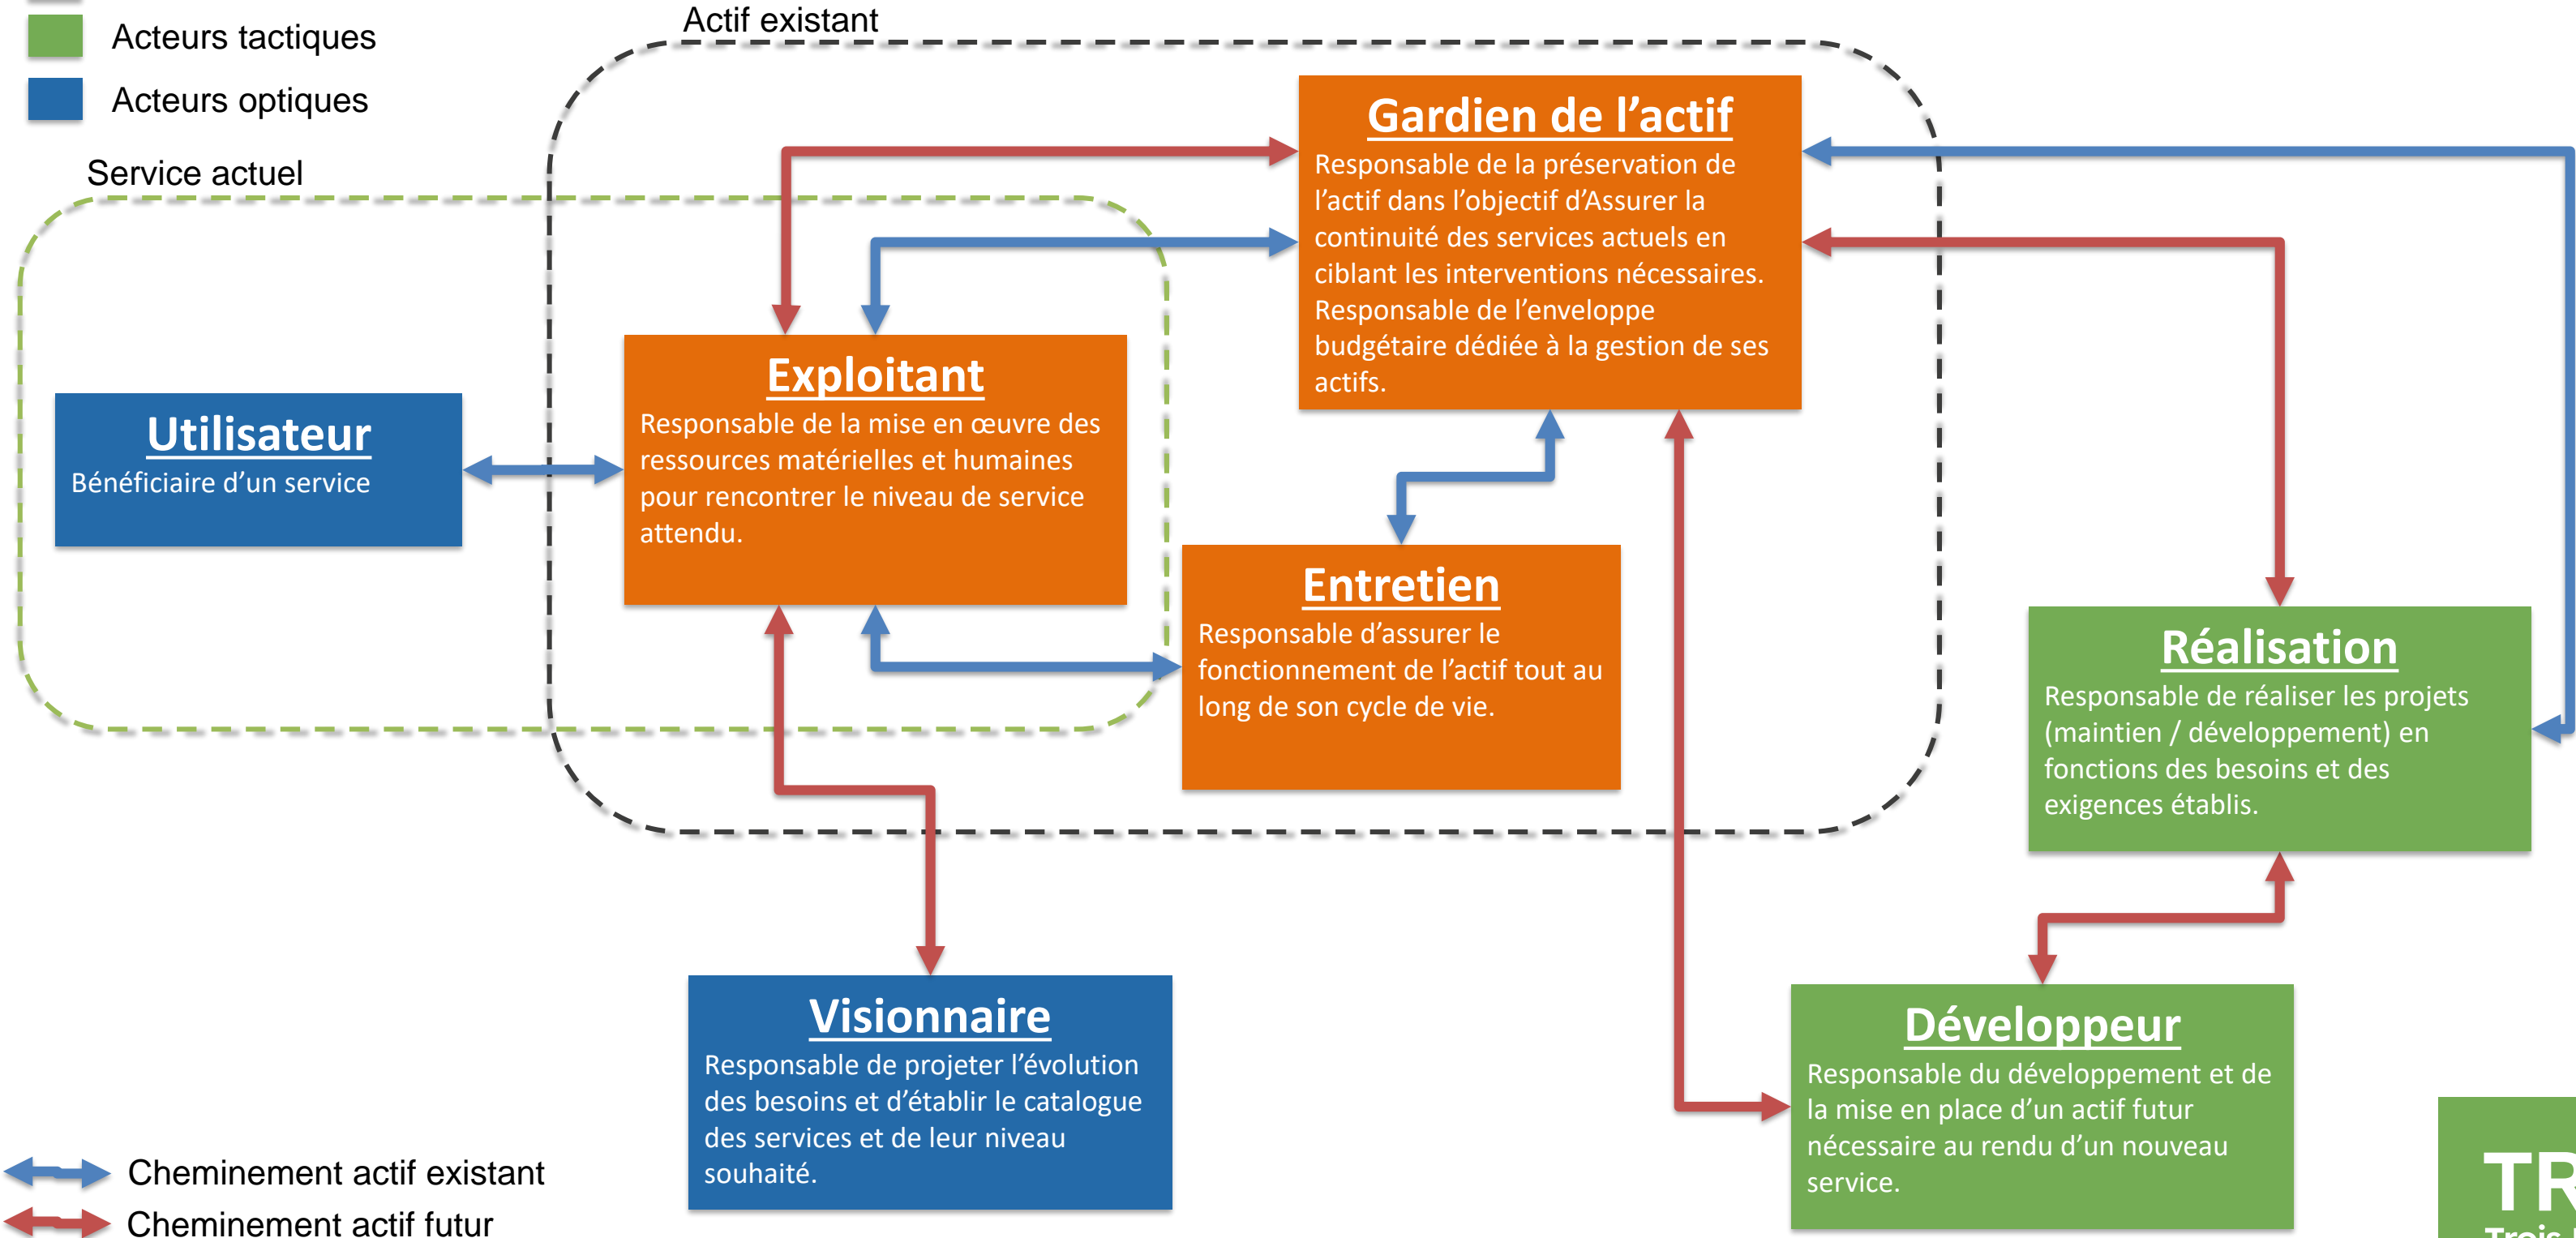 Acteurs tactiques
Acteurs optiques
Actif existant
Service actuel
Gardien de l’actif
Responsable de la préservation de
l’actif dans l’objectif d’Assurer la
continuité des services actuels en
ciblant les interventions nécessaires.
Responsable de l’enveloppe
budgétaire dédiée à la gestion de ses
actifs.
Exploitant
Responsable de la mise en œuvre des
ressources matérielles et humaines
pour rencontrer le niveau de service
attendu.
Utilisateur
Bénéficiaire d’un service
Entretien
Responsable d’assurer le
fonctionnement de l’actif tout au
long de son cycle de vie.
Réalisation
Responsable de réaliser les projets
(maintien / développement) en
fonctions des besoins et des
exigences établis.
Visionnaire
Responsable de projeter l’évolution
des besoins et d’établir le catalogue
des services et de leur niveau
souhaité.
Développeur
Responsable du développement et de
la mise en place d’un actif futur
nécessaire au rendu d’un nouveau
service.
Cheminement actif existant
Cheminement actif futur
TR
Trois